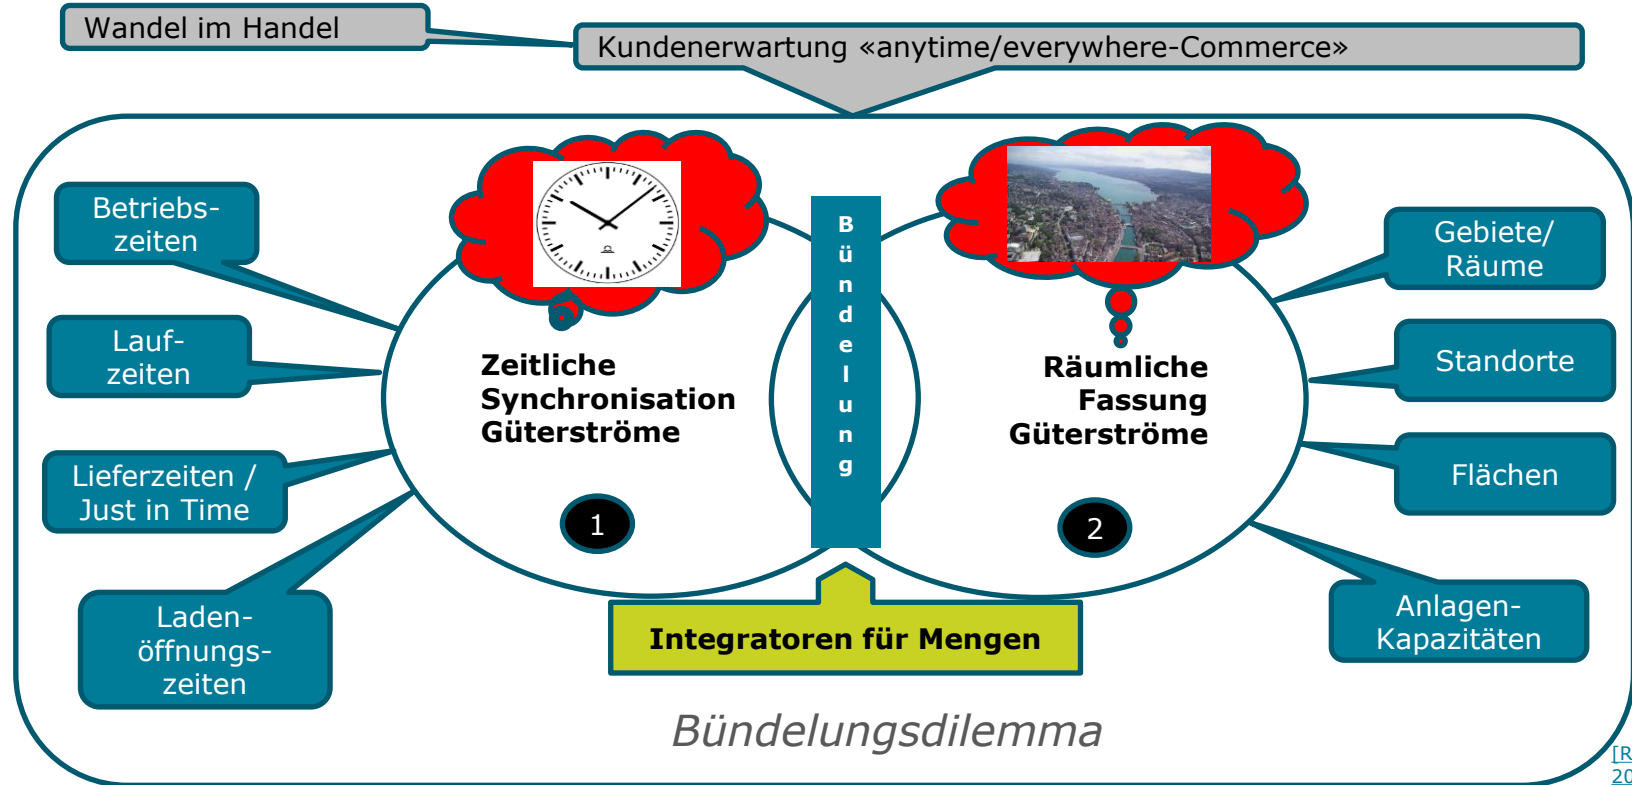 Wandel im Handel
Kundenerwartung «anytime/everywhere-Commerce»
Betriebs-
zeiten
Lauf-
zeiten
Lieferzeiten /
Just in Time
Laden-
öffnungs-
zeiten
Zeitliche
Synchronisation
Güterströme
1
B
ü
n
d
e
l
u
n
g
Räumliche
Fassung
Güterströme
2
Gebiete/
Räume
Standorte
Flächen
Anlagen-
Kapazitäten
Integratoren für Mengen
Bündelungsdilemma
[R
20